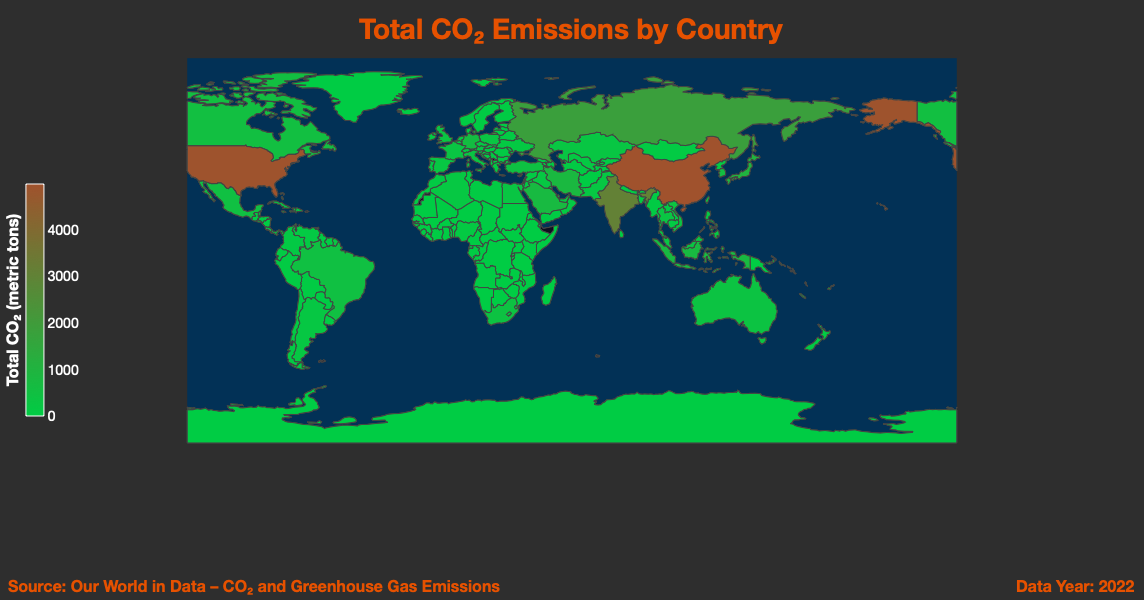 Total CO₂ Emissions by Country
Total CO₂ (metric tons)
4000
3000
2000
1000
0
Source: Our World in Data – CO₂ and Greenhouse Gas Emissions
Data Year: 2022